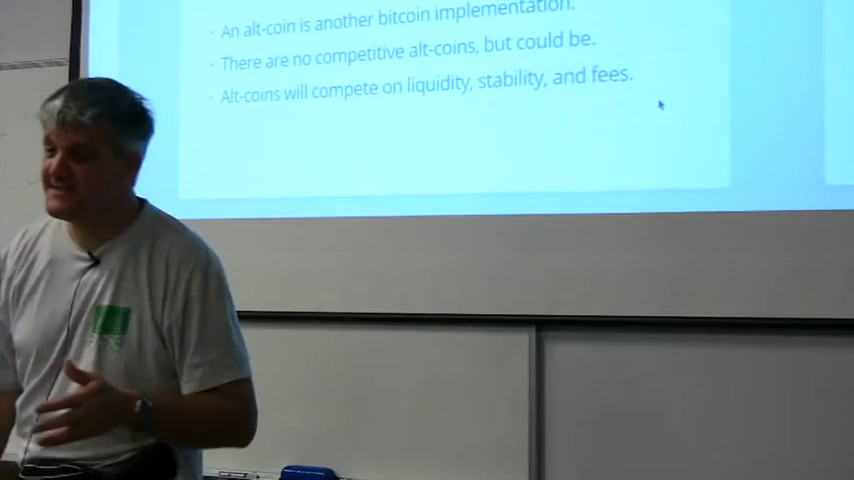 · An alt-coin is another bitcoin implementation.
· There are no competitive alt-coins, but could be.
· Alt-coins will compete on liquidity, stability, and fees.